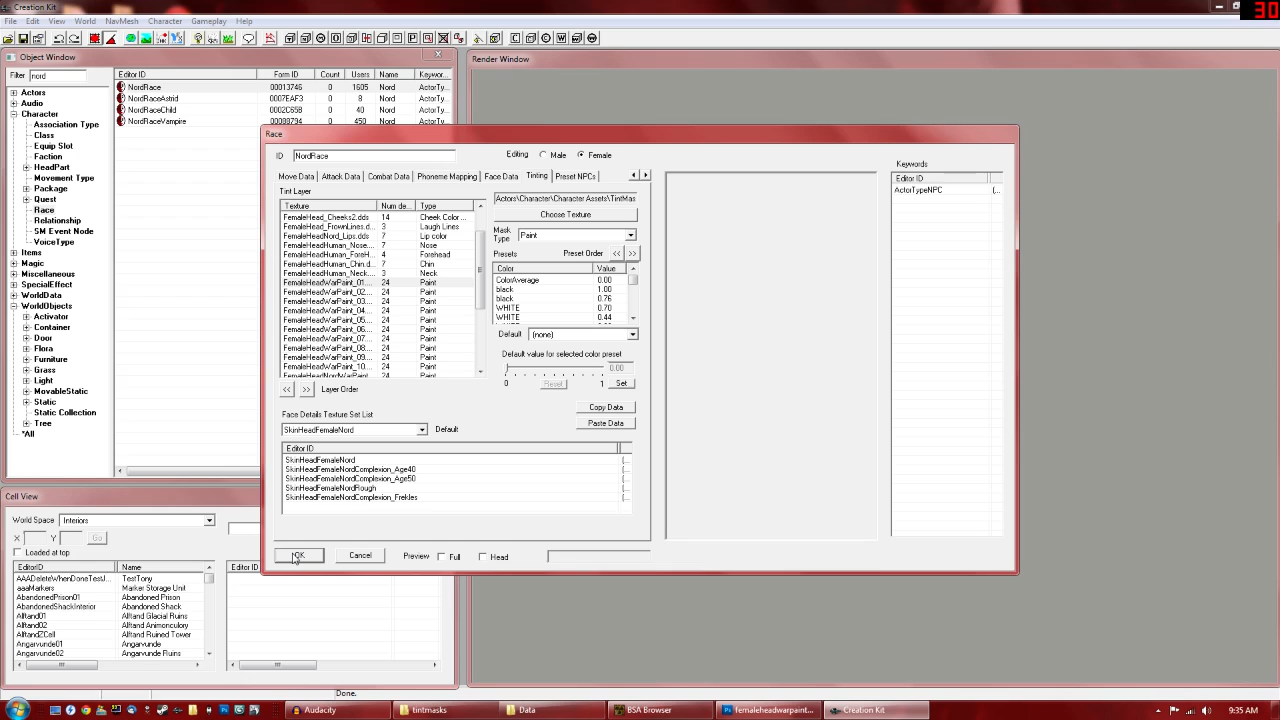 Creation Kit
30
File Edit View World NavMesh Character Gameplay Help
Object Window
Render Window
Filter nord
Editor ID Form ID Count Users Name Keywor...
NordRace 00013746 0 1605 Nord ActorTy...
NordRaceAstrid 0007EAF3 0 8 Nord ActorTy...
NordRaceChild 0002C65B 0 40 Nord ActorTy...
NordRaceVampire 00088794 0 450 Nord ActorTy...
Actors
Audio
Character
Association Type
Class
Equip Slot
Faction
HeadPart
Movement Type
Package
Quest
Race
Relationship
SM Event Node
VoiceType
Items
Magic
Miscellaneous
SpecialEffect
WorldData
WorldObjects
Activator
Container
Door
Flora
Furniture
Grass
Light
MovableStatic
Static
Static Collection
Tree
*All
Race
ID NordRace Editing Male Female
Move Data Attack Data Combat Data Phoneme Mapping Face Data Tinting Preset NPCs
Tint Layer
Texture Num de... Type
FemaleHead_Cheeks2.dds 14 Cheek Color ...
FemaleHead_FrownLines.d... 3 Laugh Lines
FemaleHeadNord_Lips.dds 7 Lip color
FemaleHeadHuman_Nose.... 7 Nose
FemaleHeadHuman_ForeH... 4 Forehead
FemaleHeadHuman_Chin.d... 7 Chin
FemaleHeadHuman_Neck.... 3 Neck
FemaleHeadWarPaint_01.... 24 Paint
FemaleHeadWarPaint_02.... 24 Paint
FemaleHeadWarPaint_03.... 24 Paint
FemaleHeadWarPaint_04.... 24 Paint
FemaleHeadWarPaint_05.... 24 Paint
FemaleHeadWarPaint_06.... 24 Paint
FemaleHeadWarPaint_07.... 24 Paint
FemaleHeadWarPaint_08.... 24 Paint
FemaleHeadWarPaint_09.... 24 Paint
FemaleHeadWarPaint_10.... 24 Paint
FemaleHeadNordWarPaint... 24 Paint
<< >> Layer Order
Actors\Character\Character Assets\TintMas
Choose Texture
Mask Type Paint
Presets Preset Order << >>
Color Value
ColorAverage 0.00
black 1.00
black 0.76
WHITE 0.70
WHITE 0.44
Default (none)
Default value for selected color preset
0.00
0 Reset 1 Set
Copy Data
Paste Data
Face Details Texture Set List
SkinHeadFemaleNord Default
Editor ID
SkinHeadFemaleNord (...
SkinHeadFemaleNordComplexion_Age40 (...
SkinHeadFemaleNordComplexion_Age50 (...
SkinHeadFemaleNordRough (...
SkinHeadFemaleNordComplexion_Frekles (...
OK Cancel Preview Full Head
Keywords
Editor ID
ActorTypeNPC (...
Cell View
World Space Interiors
X Y Go
Loaded at top
EditorID Name
AAADeleteWhenDoneTestJ... TestTony
aaaMarkers Marker Storage Unit
AbandonedPrison01 Abandoned Prison
AbandonedShackInterior Abandoned Shack
Alftand01 Alftand Glacial Ruins
Alftand02 Alftand Animonculory
AlftandZCell Alftand Ruined Tower
Angarvunde01 Angarvunde
Angarvunde02 Angarvunde Ruins
Editor ID
Done.
Audacity tintmasks Data BSA Browser femaleheadwarpaint... Creation Kit 9:35 AM